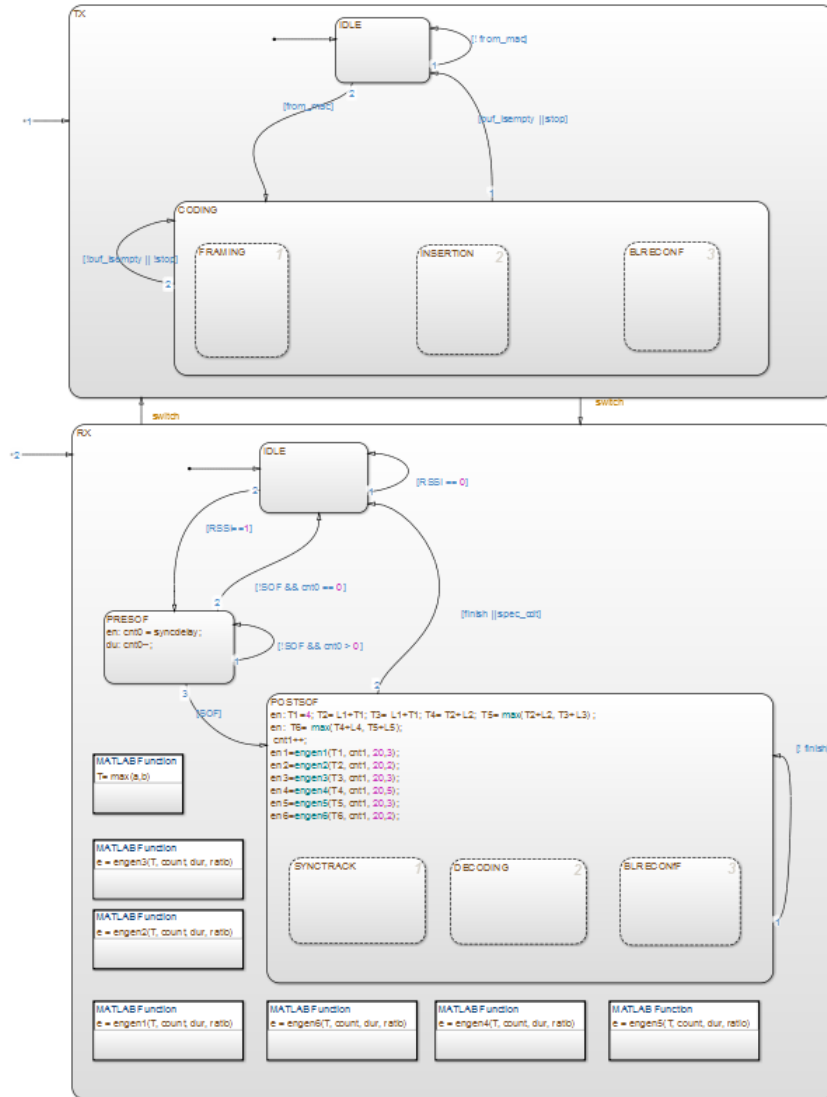 TX
IDLE
[! from_mac]
1
2
[from_mac]
[buf_isempty || stop]
1
1
CODING
[!buf_isempty || !stop]
2
FRAMING
1
INSERTION
2
BLRECONF
3
switch
switch
RX
2
IDLE
[RSSI == 0]
1
2
[RSSI==1]
[!SOF && cnt0 == 0]
2
[finish || spec_cdt]
PRESOF
en: cnt0 = syncdelay;
du: cnt0--;
[!SOF && cnt0 > 0]
1
3
[SOF]
2
POSTSOF
en: T1=4; T2= L1+T1; T3= L1+T1; T4= T2+L2; T5= max(T2+L2, T3+L3) ;
en: T6= max(T4+L4, T5+L5);
cnt1++;
en1=engen1(T1, cnt1, 20,3);
en2=engen2(T2, cnt1, 20,2);
en3=engen3(T3, cnt1, 20,3);
en4=engen4(T4, cnt1, 20,5);
en5=engen5(T5, cnt1, 20,3);
en6=engen6(T6, cnt1, 20,2);
[! finish
1
SYNCTRACK
1
DECODING
2
BLRECONF
3
MATLAB Function
T= max(a,b)
MATLAB Function
e = engen3(T, count, dur, ratio)
MATLAB Function
e = engen2(T, count, dur, ratio)
MATLAB Function
e = engen1(T, count, dur, ratio)
MATLAB Function
e = engen6(T, count, dur, ratio)
MATLAB Function
e = engen4(T, count, dur, ratio)
MATLAB Function
e = engen5(T, count, dur, ratio)